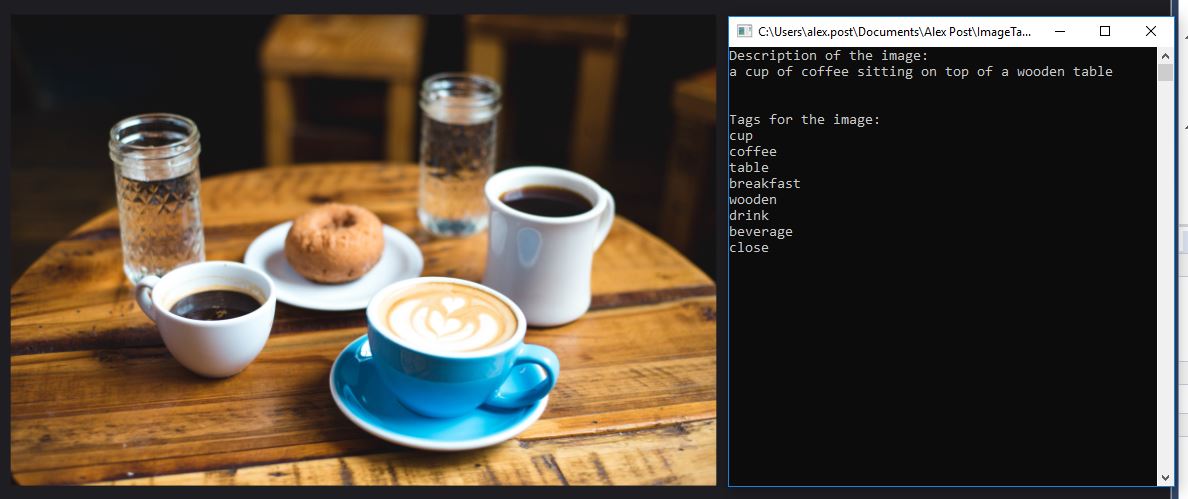 C:\Users\alex.post\Documents\Alex Post\ImageTa...
Description of the image:
a cup of coffee sitting on top of a wooden table
Tags for the image:
cup
coffee
table
breakfast
wooden
drink
beverage
close